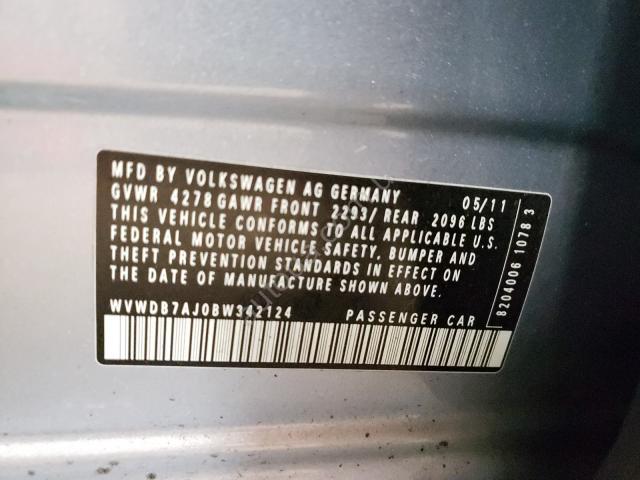 MFD BY VOLKSWAGEN AG GERMANY 05/11
GVWR 4278 GAWR FRONT 2293/ REAR 2096 LBS
THIS VEHICLE CONFORMS TO ALL APPLICABLE U.S.
FEDERAL MOTOR VEHICLE SAFETY, BUMPER AND
THEFT PREVENTION STANDARDS IN EFFECT ON
THE DATE OF MANUFACTURE SHOWN ABOVE.
WVWDB7AJ0BW342124 PASSENGER CAR
8204006 1078 3